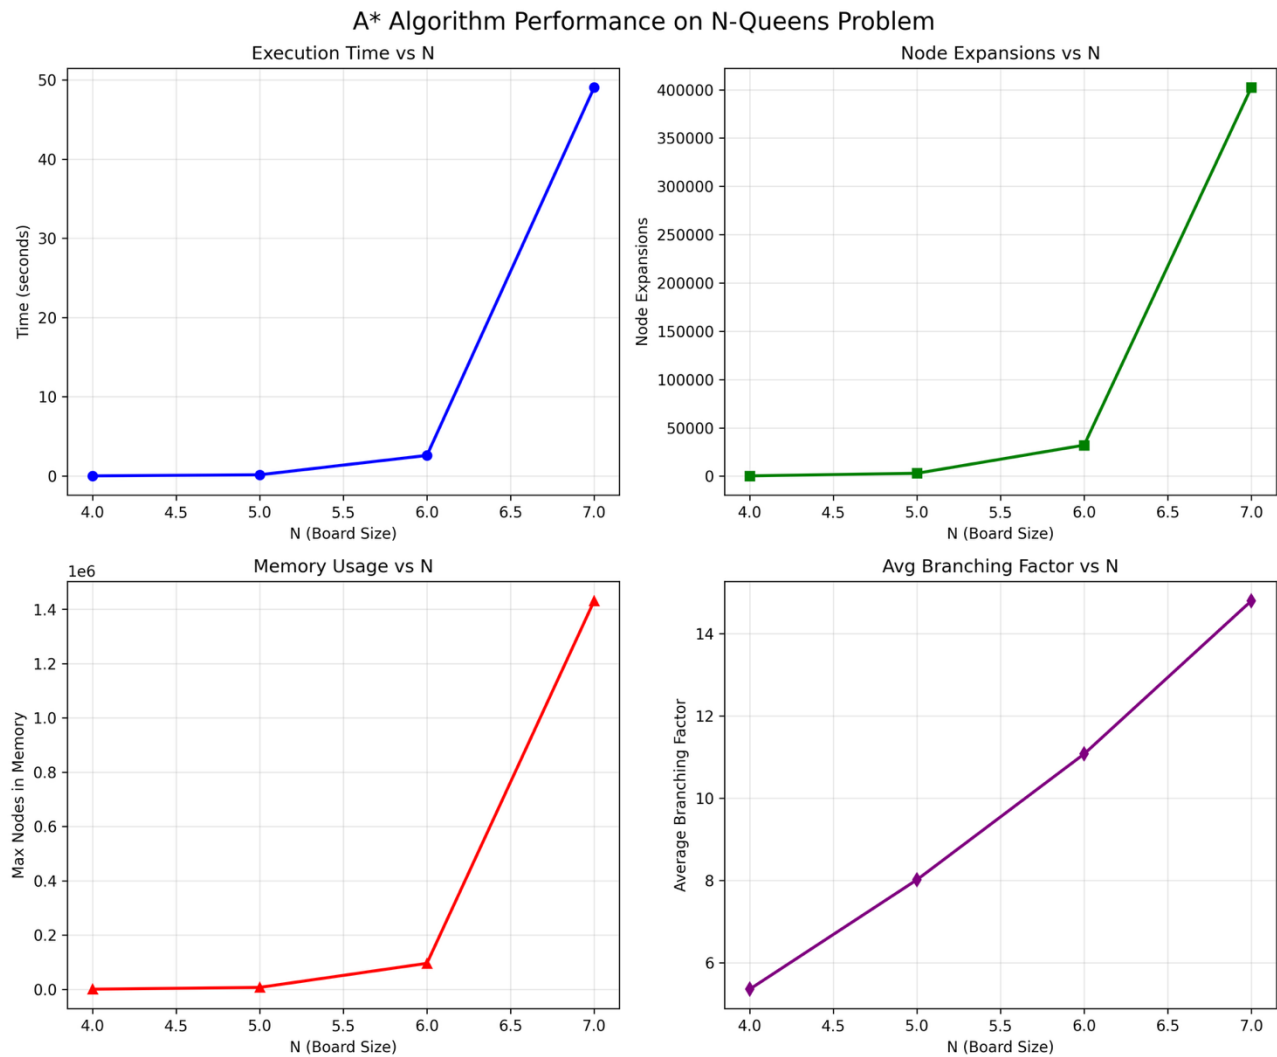 A* Algorithm Performance on N-Queens Problem
Execution Time vs N
50
40
30
20
10
0
Time (seconds)
4.0 4.5 5.0 5.5 6.0 6.5 7.0
N (Board Size)
Node Expansions vs N
400000
350000
300000
250000
200000
150000
100000
50000
0
Node Expansions
4.0 4.5 5.0 5.5 6.0 6.5 7.0
N (Board Size)
Memory Usage vs N
1e6
1.4
1.2
1.0
0.8
0.6
0.4
0.2
0.0
Max Nodes in Memory
4.0 4.5 5.0 5.5 6.0 6.5 7.0
N (Board Size)
Avg Branching Factor vs N
14
12
10
8
6
Average Branching Factor
4.0 4.5 5.0 5.5 6.0 6.5 7.0
N (Board Size)